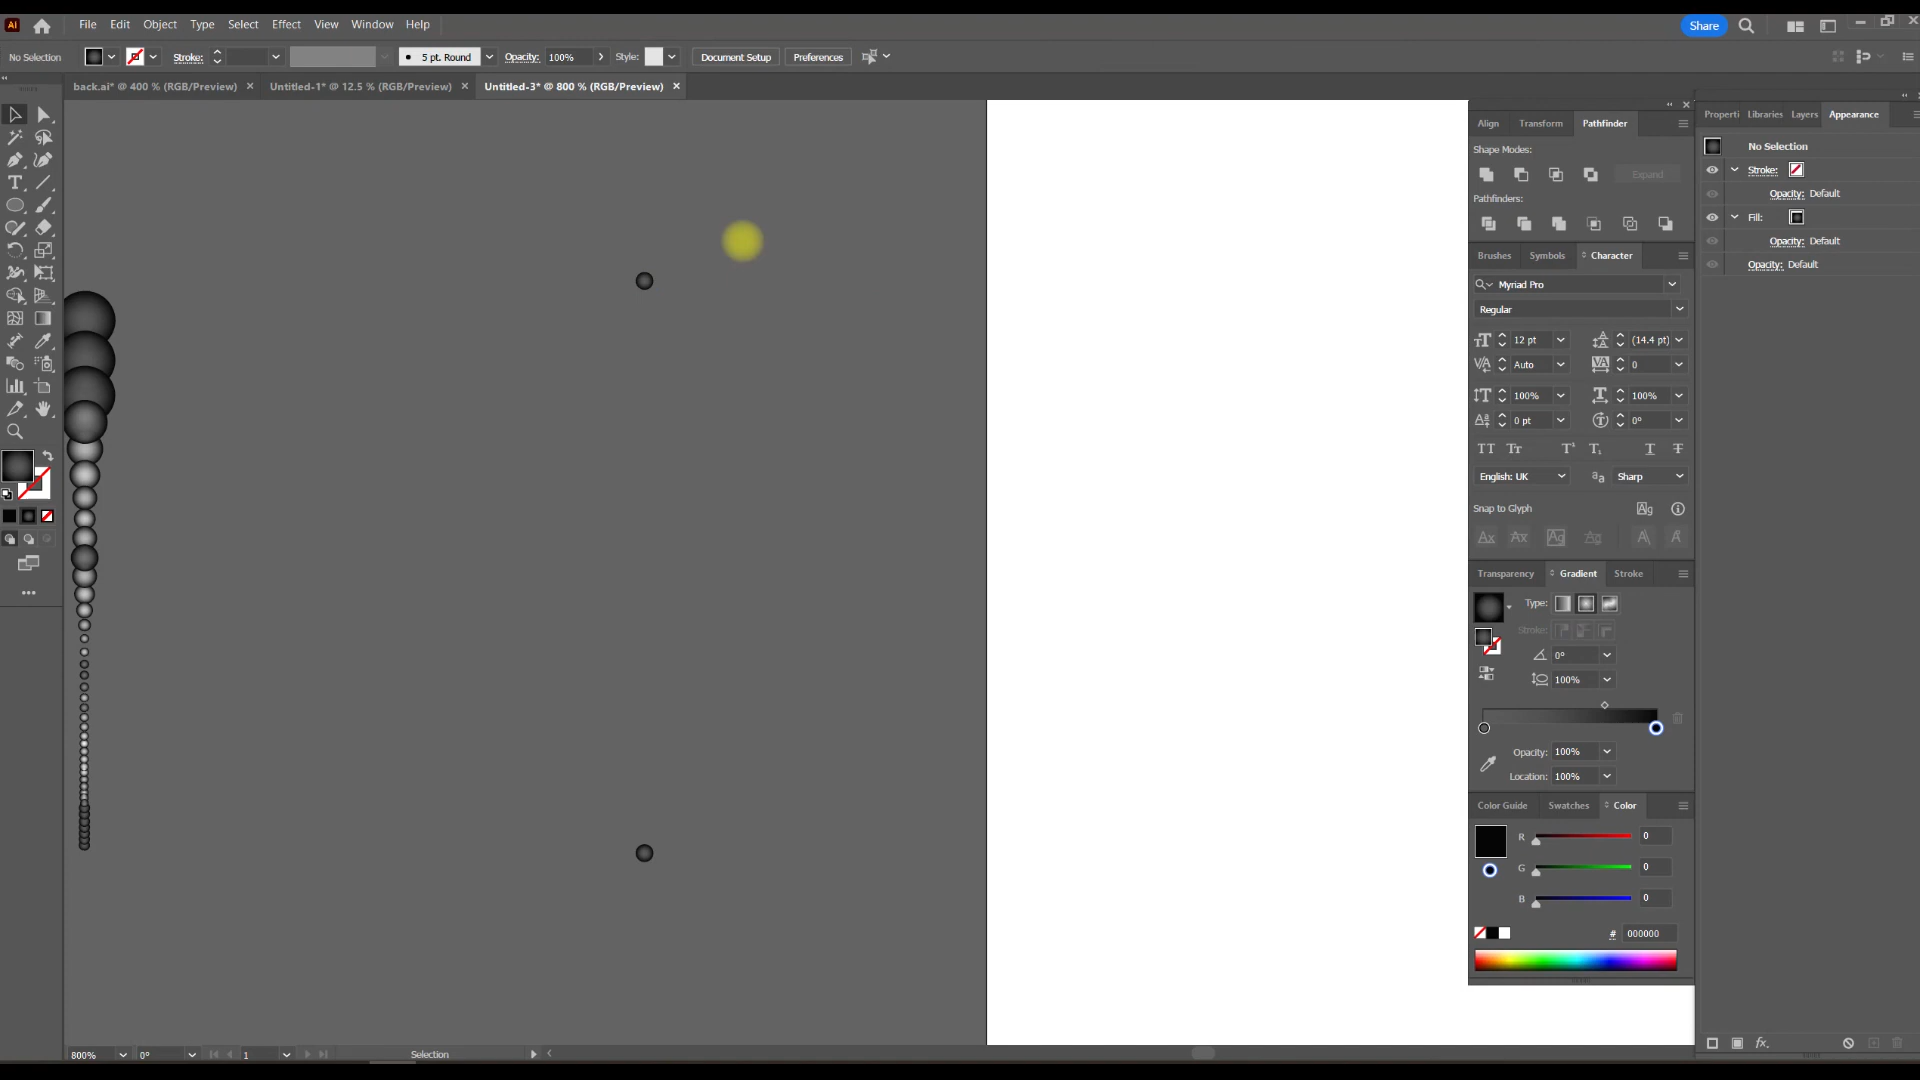 Ai File Edit Object Type Select Effect View Window Help Share
No Selection Stroke: 5 pt. Round Opacity: 100% Style: Document Setup Preferences
back.ai* @ 400 % (RGB/Preview) Untitled-1* @ 12.5 % (RGB/Preview) Untitled-3* @ 800 % (RGB/Preview)
Align Transform Pathfinder
Properti Libraries Layers Appearance
Shape Modes:
Expand
Pathfinders:
No Selection
Stroke:
Opacity: Default
Fill:
Opacity: Default
Opacity: Default
Brushes Symbols Character
Myriad Pro
Regular
12 pt (14.4 pt)
Auto 0
100% 100%
0 pt 0°
English: UK Sharp
Snap to Glyph
Transparency Gradient Stroke
Type:
Stroke:
0°
100%
Opacity: 100%
Location: 100%
Color Guide Swatches Color
R 0
G 0
B 0
# 000000
800% 0° 1 Selection